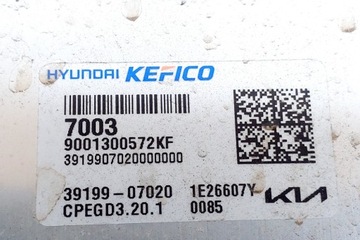 HYUNDAI KEFICO
7003
9001300572KF
3919907020000000
39199-07020 1E26607Y KIA
CPEGD3.20.1 0085